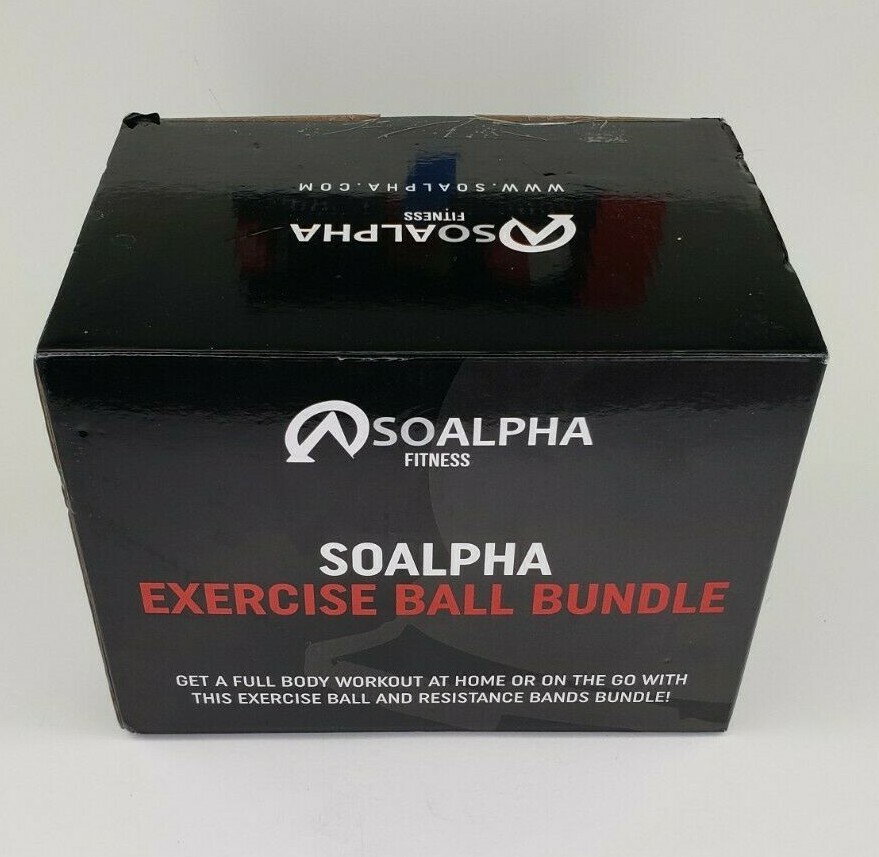 WWW.SOALPHA.COM
SOALPHA
FITNESS
SOALPHA
FITNESS
SOALPHA
EXERCISE BALL BUNDLE
GET A FULL BODY WORKOUT AT HOME OR ON THE GO WITH
THIS EXERCISE BALL AND RESISTANCE BANDS BUNDLE!